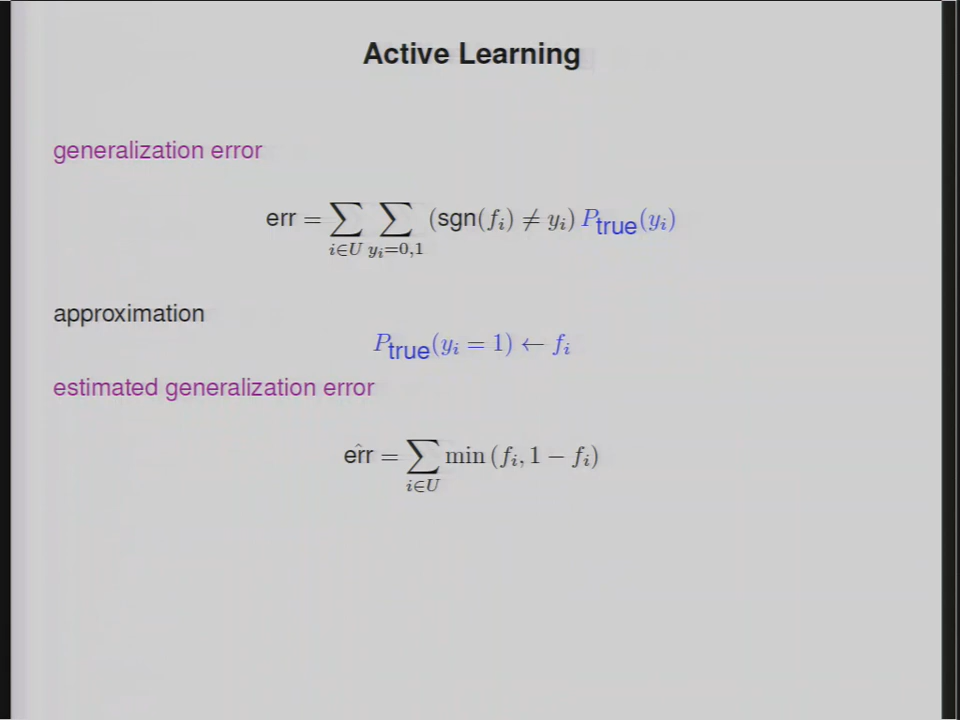 Active Learning
generalization error
err = ∑_{i∈U} ∑_{y_i=0,1} (sgn(f_i) ≠ y_i) P_true(y_i)
approximation
P_true(y_i = 1) ← f_i
estimated generalization error
êrr = ∑_{i∈U} min (f_i, 1 − f_i)